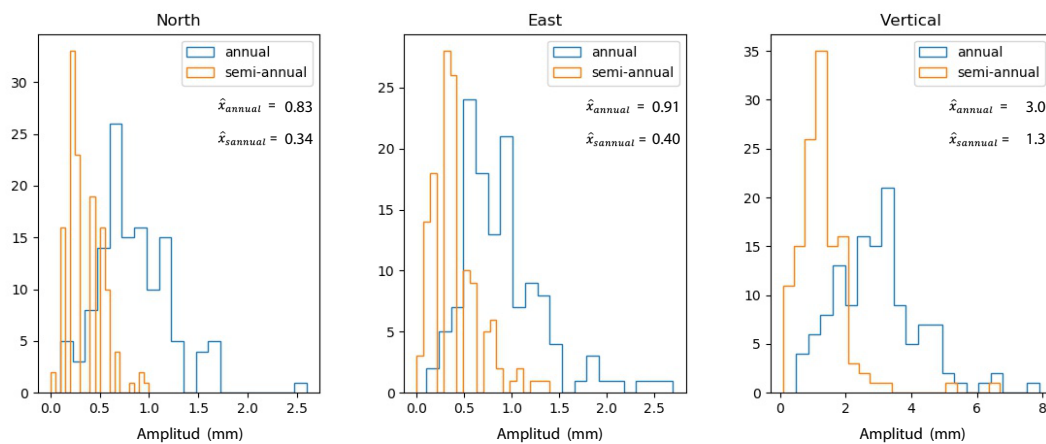 North
annual
semi-annual
x̂annual = 0.83
x̂sannual = 0.34
30
25
20
15
10
5
0
0.0 0.5 1.0 1.5 2.0 2.5
Amplitud (mm)
East
annual
semi-annual
x̂annual = 0.91
x̂sannual = 0.40
25
20
15
10
5
0
0.0 0.5 1.0 1.5 2.0 2.5
Amplitud (mm)
Vertical
annual
semi-annual
x̂annual = 3.0
x̂sannual = 1.3
35
30
25
20
15
10
5
0
0 2 4 6 8
Amplitud (mm)